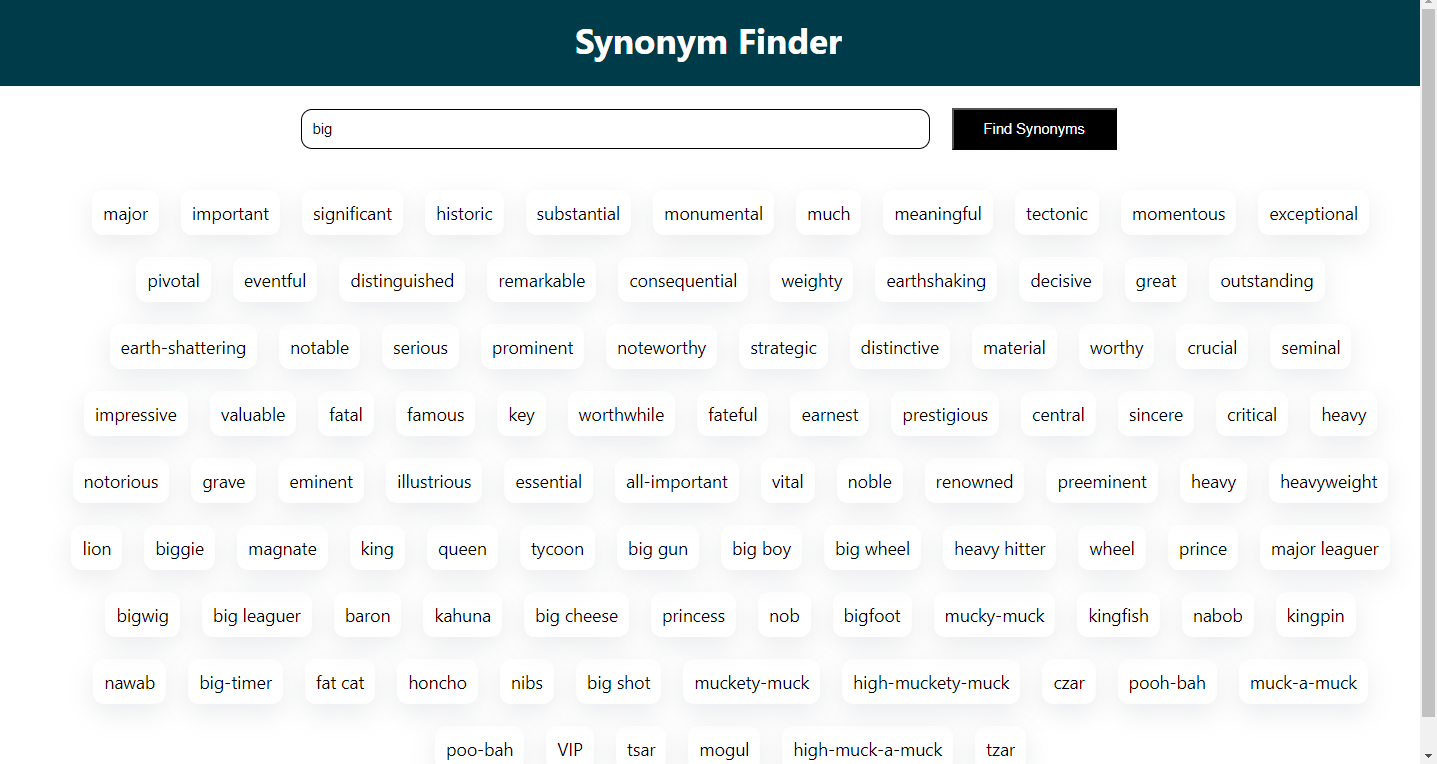 Synonym Finder
big Find Synonyms
major important significant historic substantial monumental much meaningful tectonic momentous exceptional
pivotal eventful distinguished remarkable consequential weighty earthshaking decisive great outstanding
earth-shattering notable serious prominent noteworthy strategic distinctive material worthy crucial seminal
impressive valuable fatal famous key worthwhile fateful earnest prestigious central sincere critical heavy
notorious grave eminent illustrious essential all-important vital noble renowned preeminent heavy heavyweight
lion biggie magnate king queen tycoon big gun big boy big wheel heavy hitter wheel prince major leaguer
bigwig big leaguer baron kahuna big cheese princess nob bigfoot mucky-muck kingfish nabob kingpin
nawab big-timer fat cat honcho nibs big shot muckety-muck high-muckety-muck czar pooh-bah muck-a-muck
poo-bah VIP tsar mogul high-muck-a-muck tzar